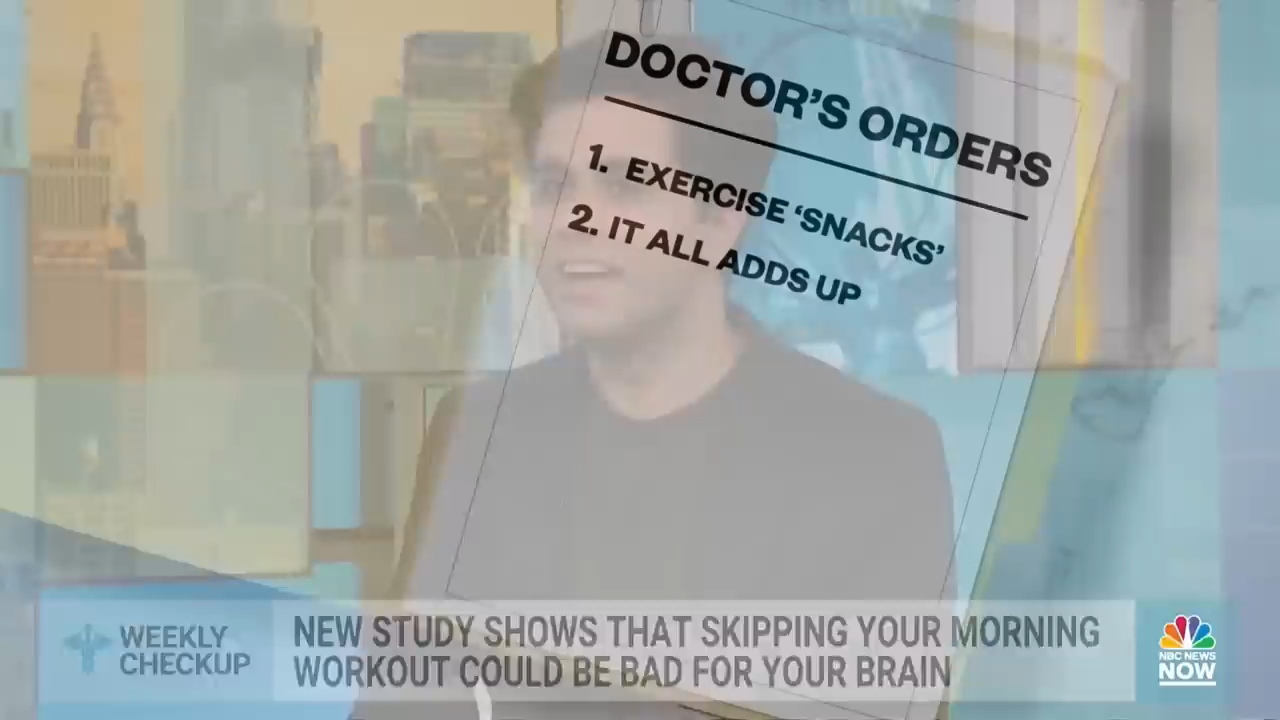 DOCTOR'S ORDERS
1. EXERCISE ‘SNACKS’
2. IT ALL ADDS UP
WEEKLY
CHECKUP
NEW STUDY SHOWS THAT SKIPPING YOUR MORNING
WORKOUT COULD BE BAD FOR YOUR BRAIN
NBC NEWS
NOW